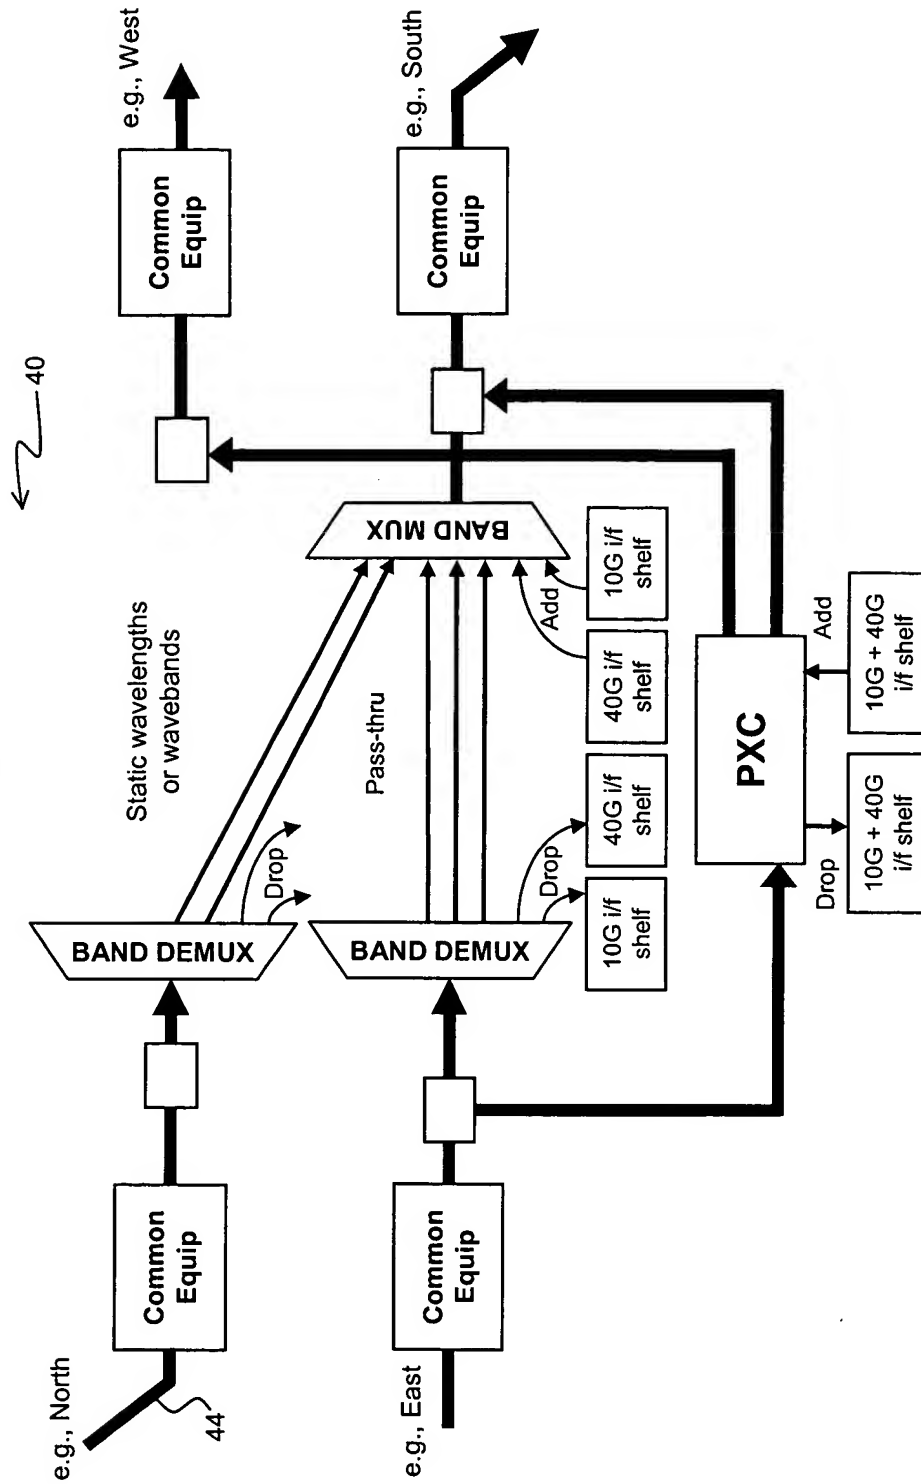 40
e.g., North
44
Common
Equip
BAND DEMUX
Drop
Static wavelengths
or wavebands
Common
Equip
e.g., West
e.g., East
Common
Equip
BAND DEMUX
Drop
Pass-thru
Add
BAND MUX
Common
Equip
e.g., South
10G i/f
shelf
40G i/f
shelf
40G i/f
shelf
10G i/f
shelf
PXC
Drop
Add
10G + 40G
i/f shelf
10G + 40G
i/f shelf